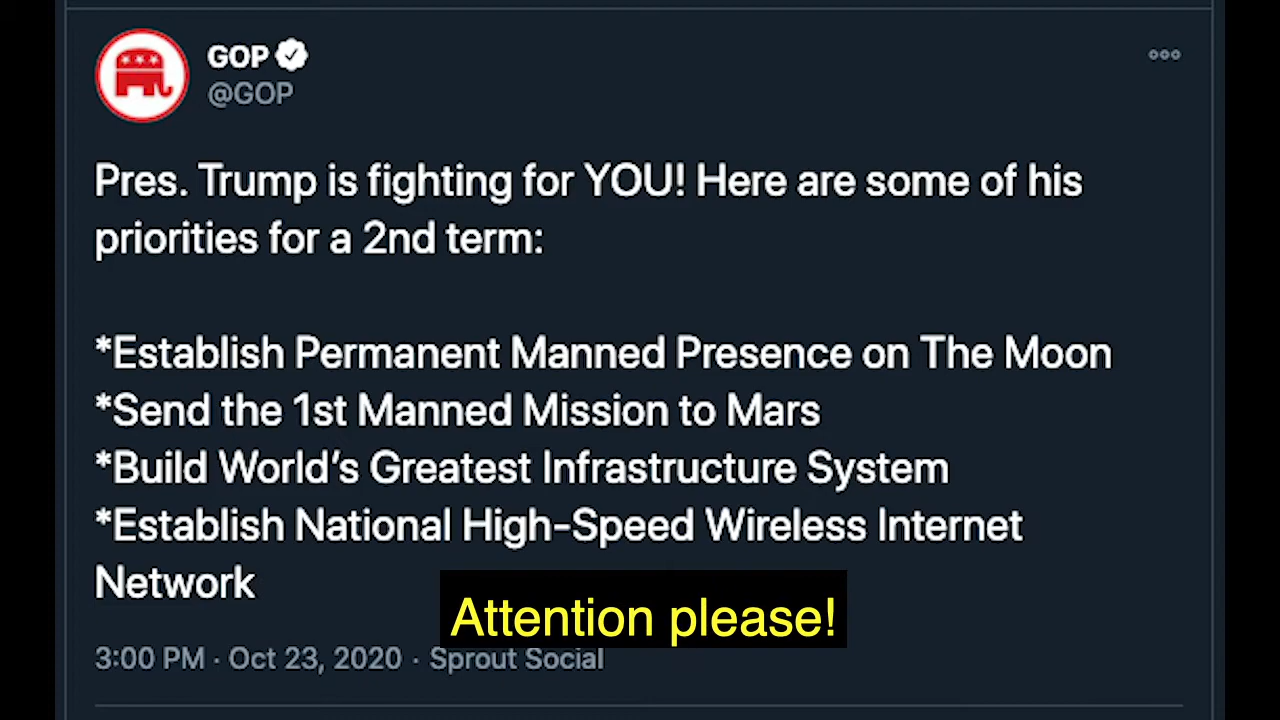 GOP
@GOP
Pres. Trump is fighting for YOU! Here are some of his
priorities for a 2nd term:
*Establish Permanent Manned Presence on The Moon
*Send the 1st Manned Mission to Mars
*Build World's Greatest Infrastructure System
*Establish National High-Speed Wireless Internet
Network
Attention please!
3:00 PM · Oct 23, 2020 · Sprout Social